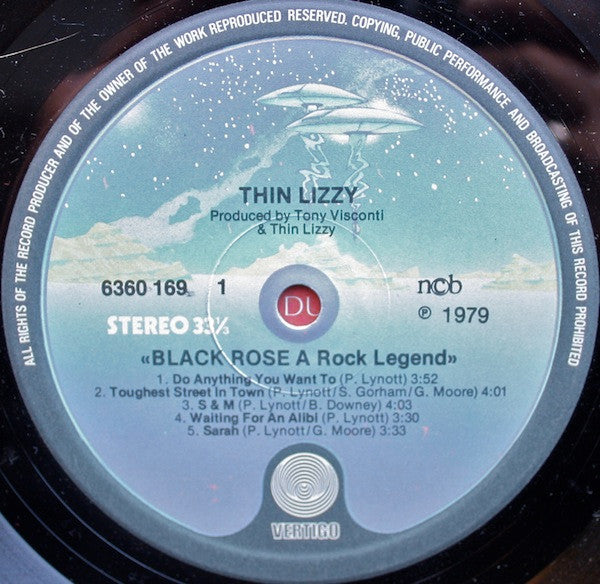 ALL RIGHTS OF THE RECORD PRODUCER AND OF THE OWNER OF THE WORK REPRODUCED RESERVED. COPYING, PUBLIC PERFORMANCE AND BROADCASTING OF THIS RECORD PROHIBITED
THIN LIZZY
Produced by Tony Visconti
& Thin Lizzy
6360 169 1
ncb
STEREO 33⅓
℗ 1979
DU
«BLACK ROSE A Rock Legend»
1. Do Anything You Want To (P. Lynott) 3:52
2. Toughest Street In Town (P. Lynott/S. Gorham/G. Moore) 4:01
3. S & M (P. Lynott/B. Downey) 4:03
4. Waiting For An Alibi (P. Lynott) 3:30
5. Sarah (P. Lynott/G. Moore) 3:33
VERTIGO